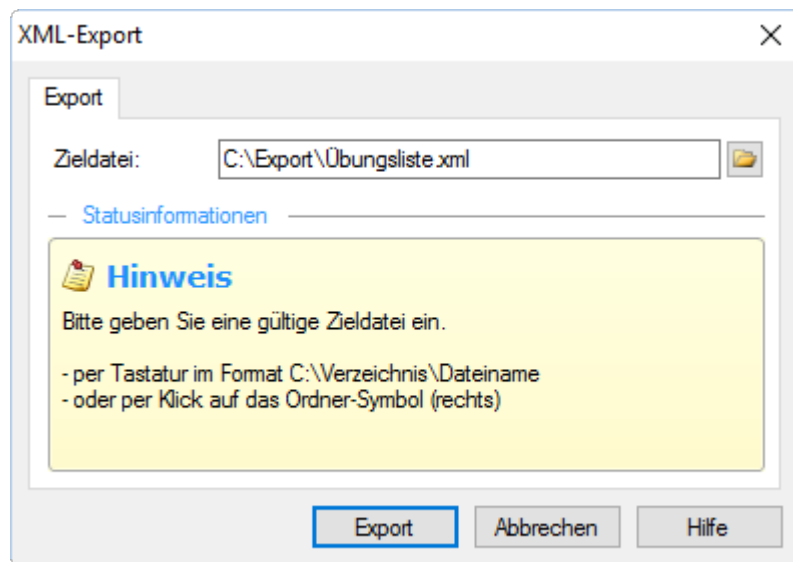 XML-Export
Export
Zieldatei: C:\Export\Übungsliste.xml
Statusinformationen
Hinweis
Bitte geben Sie eine gültige Zieldatei ein.
- per Tastatur im Format C:\Verzeichnis\Dateiname
- oder per Klick auf das Ordner-Symbol (rechts)
Export Abbrechen Hilfe